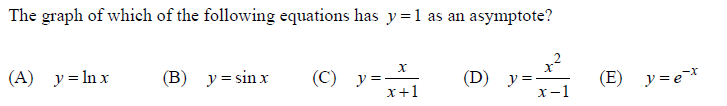 The graph of which of the following equations has y = 1 as an asymptote?
(A) y = ln x (B) y = sin x (C) y = x/(x+1) (D) y = x²/(x−1) (E) y = e⁻ˣ